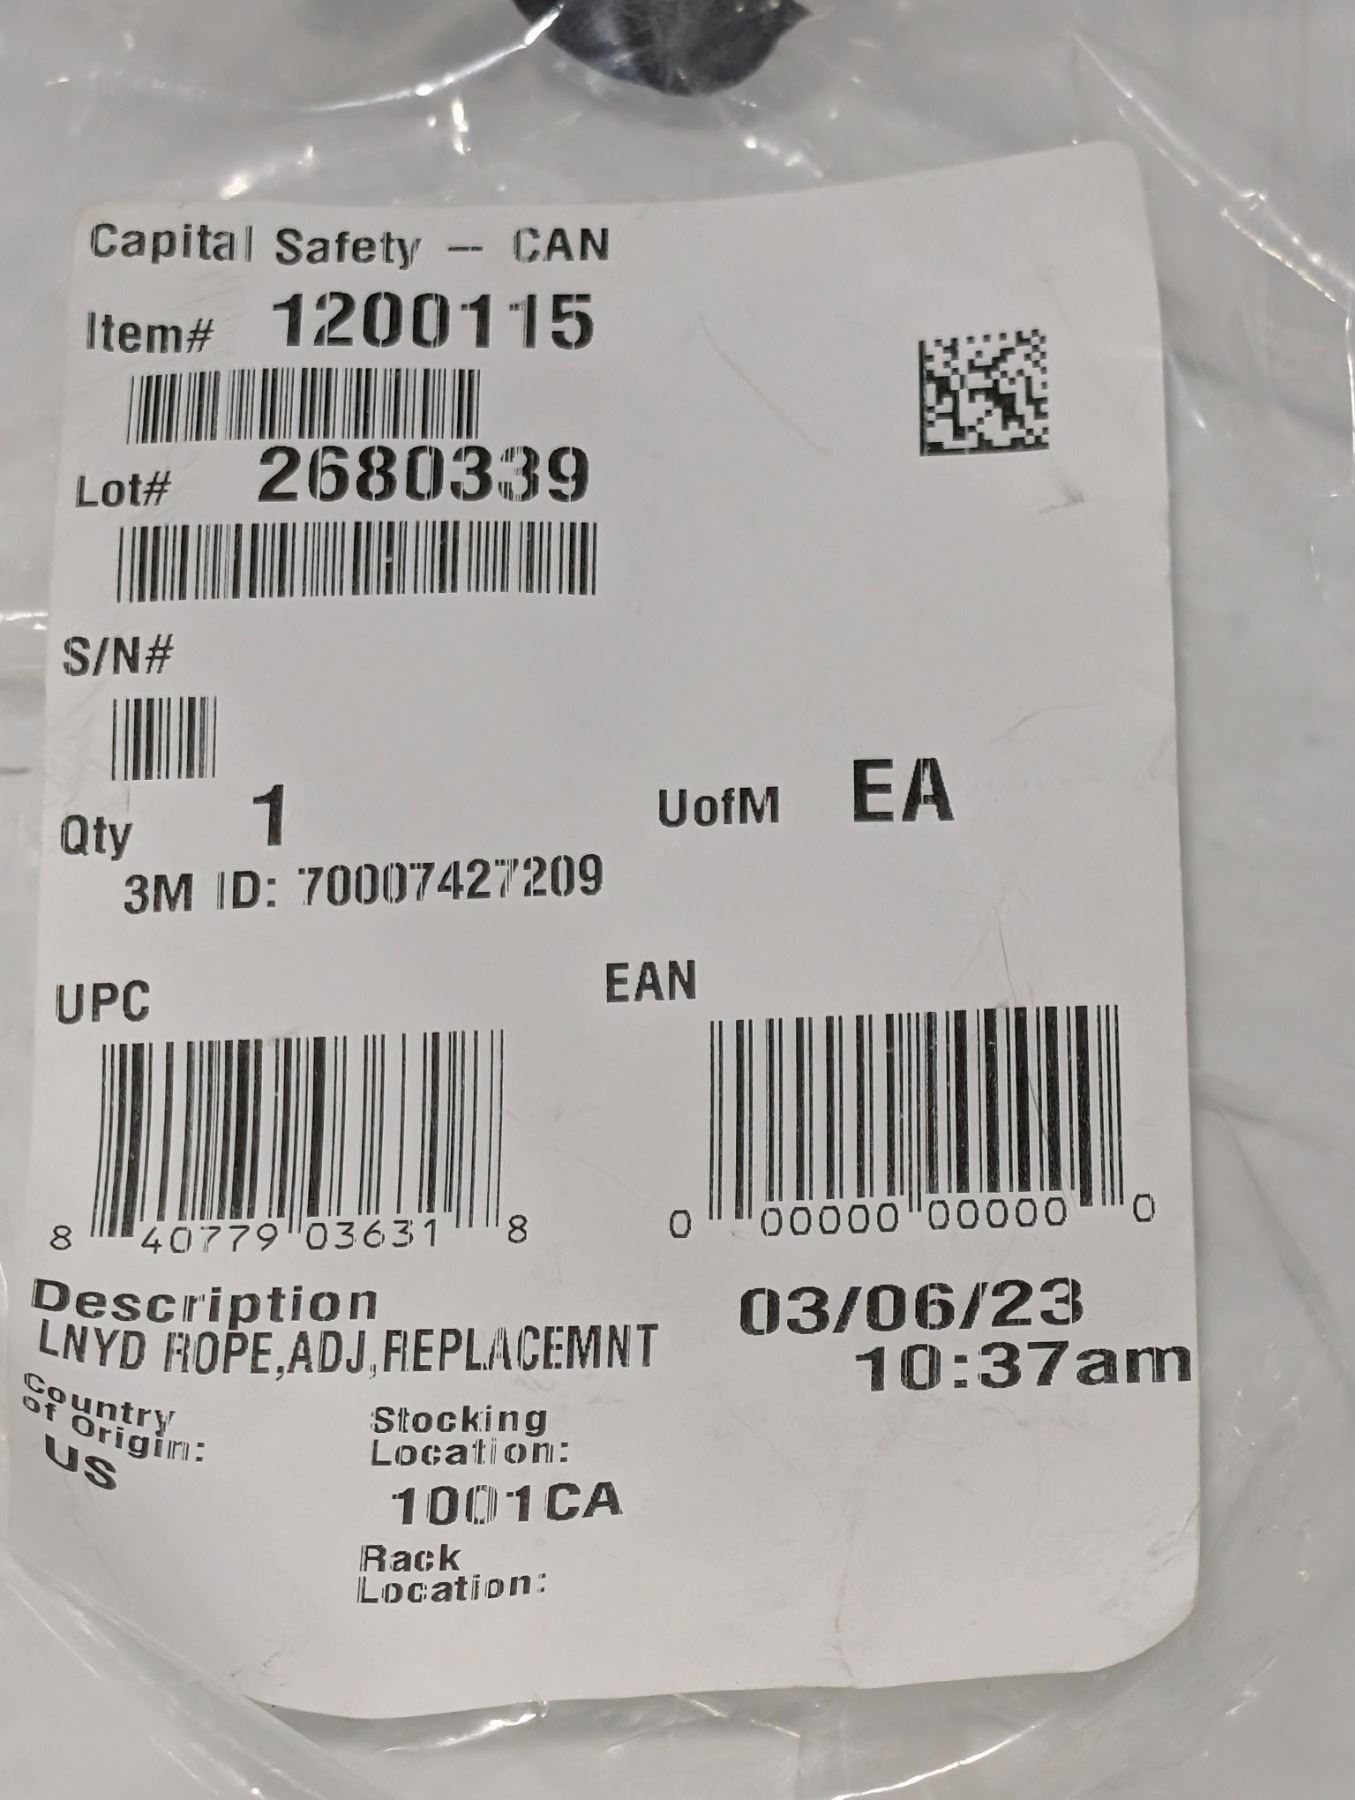 Capital Safety – CAN
Item# 1200115
Lot# 2680339
S/N#
Qty 1 UofM EA
3M ID: 70007427209
UPC EAN
8 40779 03631 8 0 00000 00000 0
Description 03/06/23
LNYD ROPE,ADJ,REPLACEMNT 10:37am
Country
of Origin:
US
Stocking
Location:
1001CA
Rack
Location: